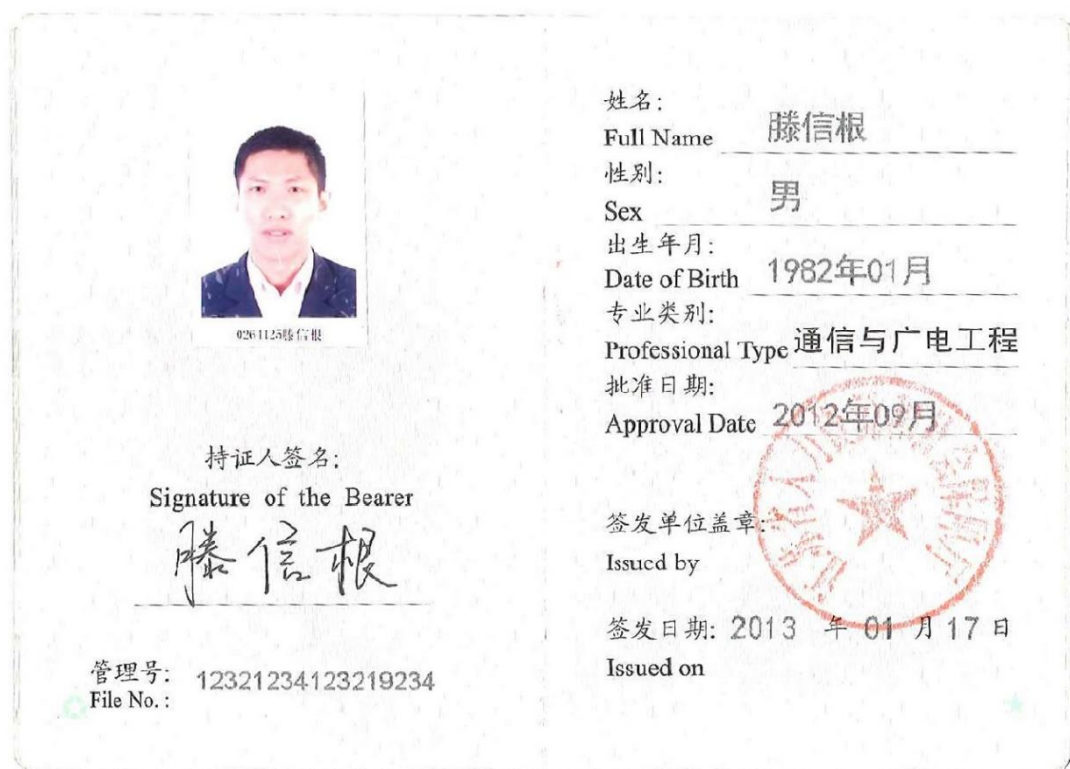 0261125滕信根
持证人签名:
Signature of the Bearer
滕信根
管理号: 12321234123219234
File No. :
姓名:
Full Name 滕信根
性别:
Sex 男
出生年月:
Date of Birth 1982年01月
专业类别:
Professional Type 通信与广电工程
批准日期:
Approval Date 2012年09月
签发单位盖章:
Issued by
签发日期: 2013 年 01 月 17 日
Issued on